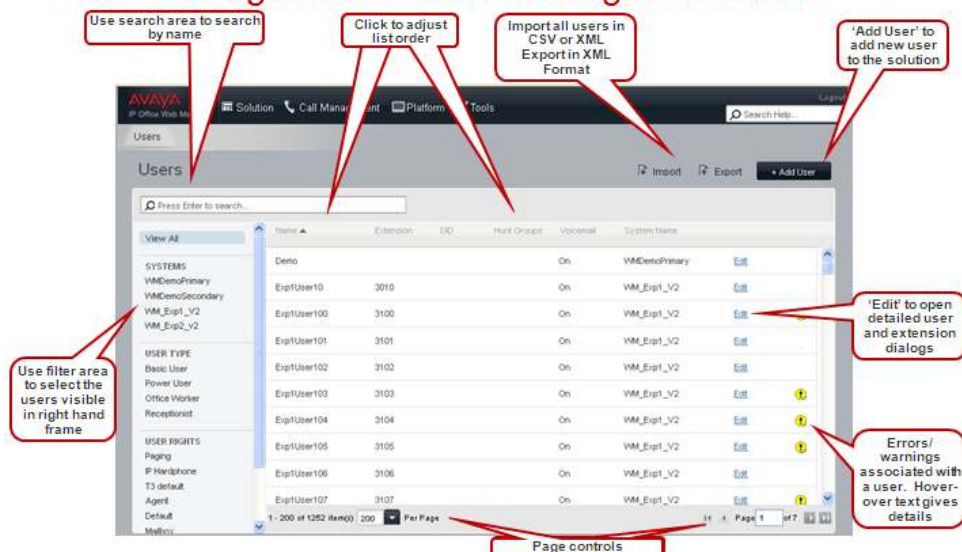 Use search area to search
by name
Click to adjust
list order
Import all users in
CSV or XML
Export in XML
Format
'Add User' to
add new user
to the solution
AVAYA
IP Office Web
Solution
Call Management
Platform
Tools
Logout
Search Help...
Users
Users
Import
Export
+ Add User
Press Enter to search...
View All
SYSTEMS
WMDemoPrimary
WMDemoSecondary
WM_Exp1_V2
WM_Exp2_v2
USER TYPE
Basic User
Power User
Office Worker
Receptionist
USER RIGHTS
Paging
IP Hardphone
T3 default
Agent
Default
Mailbox
Name Extension DID Hunt Groups Voicemail System Name
Demo On WMDemoPrimary Edit
Exp1User10 3010 On WM_Exp1_V2 Edit
Exp1User100 3100 On WM_Exp1_V2 Edit
Exp1User101 3101 On WM_Exp1_V2 Edit
Exp1User102 3102 On WM_Exp1_V2 Edit
Exp1User103 3103 On WM_Exp1_V2 Edit
Exp1User104 3104 On WM_Exp1_V2 Edit
Exp1User105 3105 On WM_Exp1_V2 Edit
Exp1User106 3106 On WM_Exp1_V2 Edit
Exp1User107 3107 On WM_Exp1_V2 Edit
1 - 200 of 1252 item(s) 200 Per Page
Page 1 of 7
Use filter area
to select the
users visible
in right hand
frame
'Edit' to open
detailed user
and extension
dialogs
Errors/
warnings
associated with
a user. Hover-
over text gives
details
Page controls